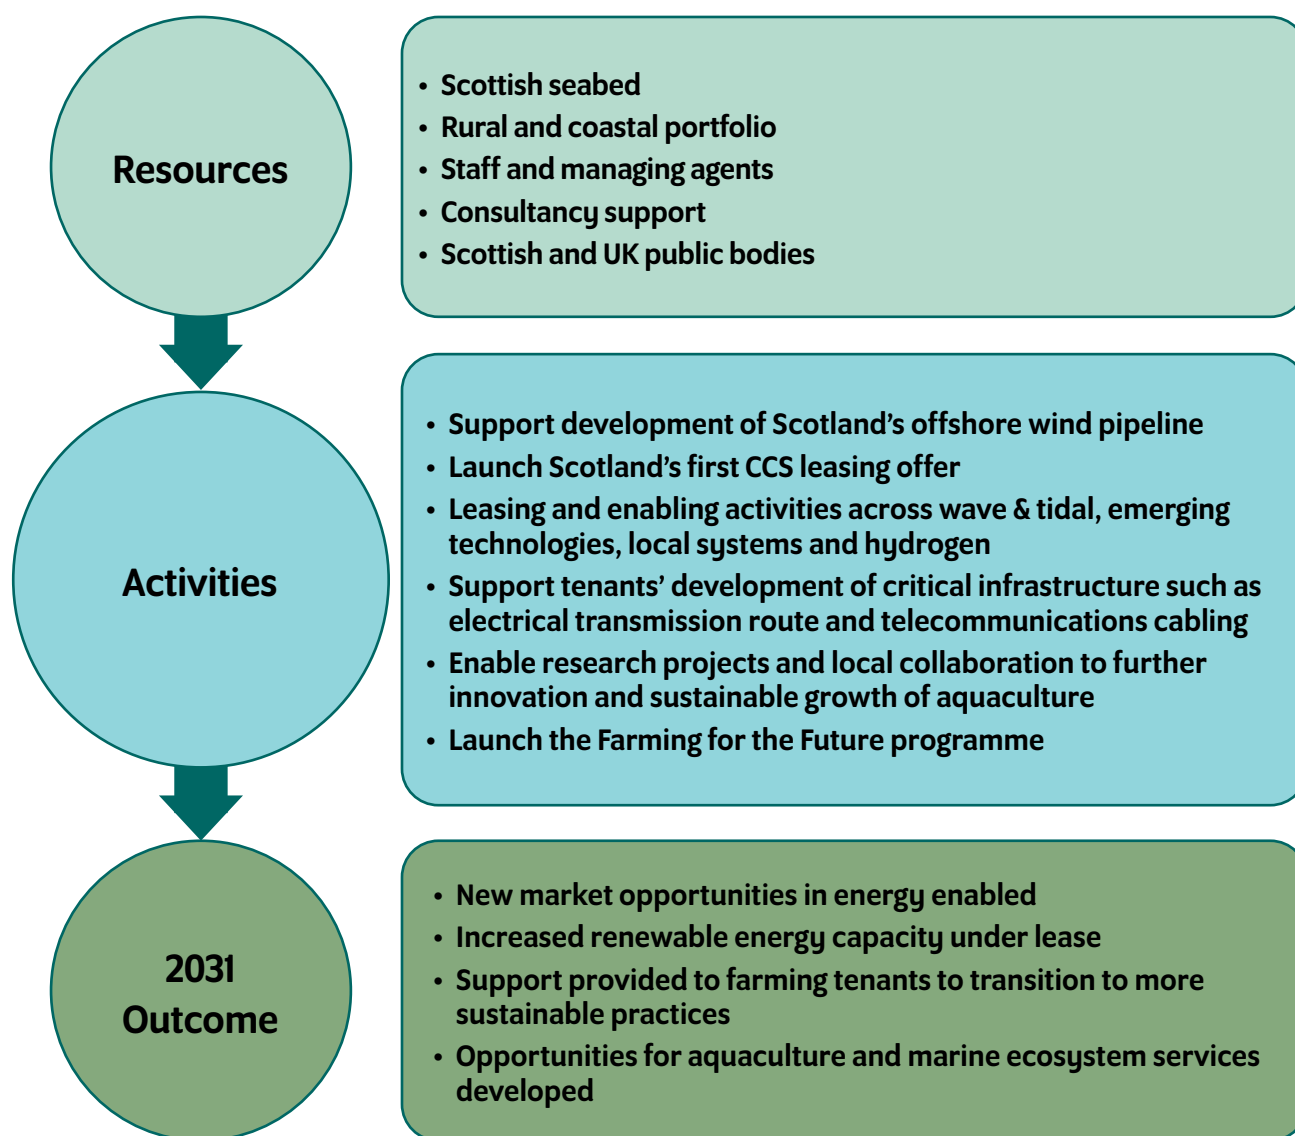 Resources
• Scottish seabed
• Rural and coastal portfolio
• Staff and managing agents
• Consultancy support
• Scottish and UK public bodies
Activities
• Support development of Scotland’s offshore wind pipeline
• Launch Scotland’s first CCS leasing offer
• Leasing and enabling activities across wave & tidal, emerging
technologies, local systems and hydrogen
• Support tenants’ development of critical infrastructure such as
electrical transmission route and telecommunications cabling
• Enable research projects and local collaboration to further
innovation and sustainable growth of aquaculture
• Launch the Farming for the Future programme
2031
Outcome
• New market opportunities in energy enabled
• Increased renewable energy capacity under lease
• Support provided to farming tenants to transition to more
sustainable practices
• Opportunities for aquaculture and marine ecosystem services
developed